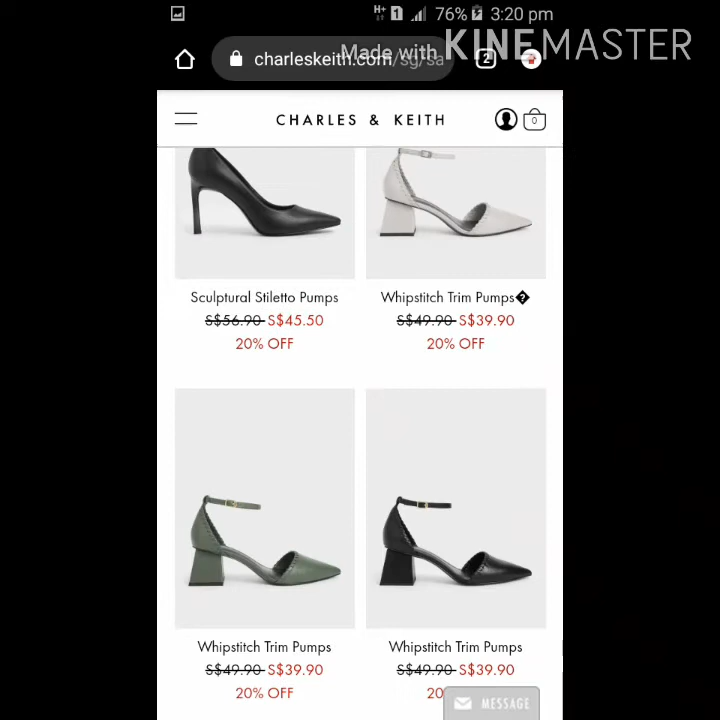 H+ 1 76% 3:20 pm
Made with KINEMASTER
charleskeith.com/sg/sa 2
CHARLES & KEITH 0
Sculptural Stiletto Pumps
S$56.90 S$45.50
20% OFF
Whipstitch Trim Pumps�
S$49.90 S$39.90
20% OFF
Whipstitch Trim Pumps
S$49.90 S$39.90
20% OFF
Whipstitch Trim Pumps
S$49.90 S$39.90
20
MESSAGE